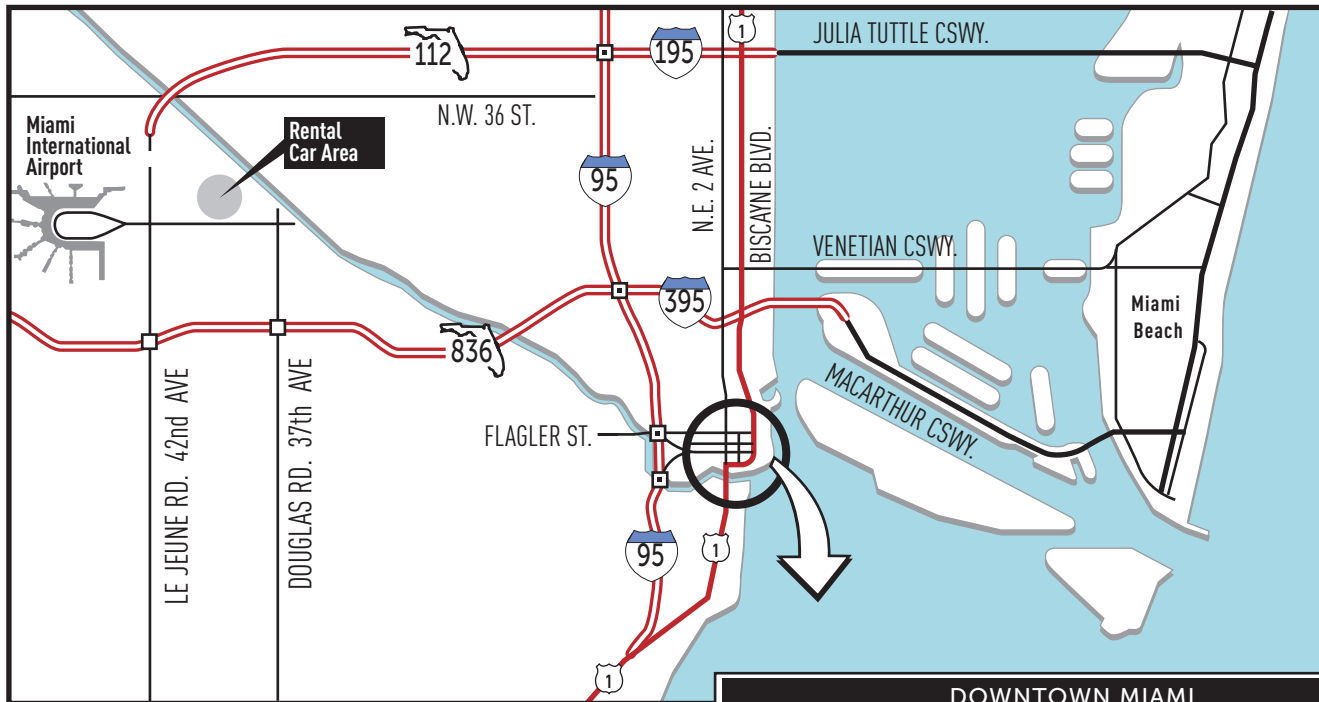 1
JULIA TUTTLE CSWY.
112
195
N.W. 36 ST.
Miami
International
Airport
Rental
Car Area
95
N.E. 2 AVE.
BISCAYNE BLVD.
VENETIAN CSWY.
395
Miami
Beach
836
MACARTHUR CSWY.
LE JEUNE RD. 42nd AVE
DOUGLAS RD. 37th AVE
FLAGLER ST.
95
1
1
DOWNTOWN MIAMI